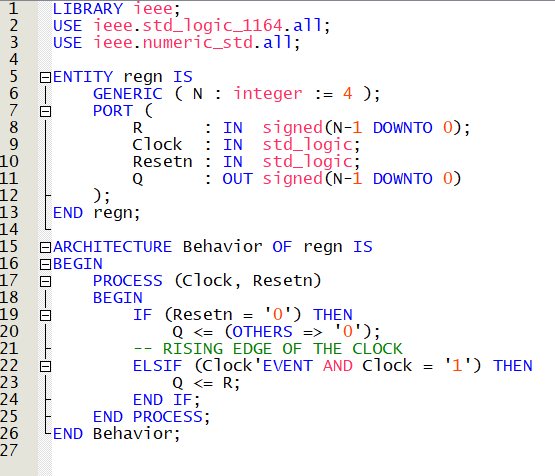 1 LIBRARY ieee;
2 USE ieee.std_logic_1164.all;
3 USE ieee.numeric_std.all;
4
5 ENTITY regn IS
6     GENERIC ( N : integer := 4 );
7     PORT (
8         R      : IN  signed(N-1 DOWNTO 0);
9         Clock  : IN  std_logic;
10         Resetn : IN  std_logic;
11         Q      : OUT signed(N-1 DOWNTO 0)
12     );
13 END regn;
14
15 ARCHITECTURE Behavior OF regn IS
16 BEGIN
17     PROCESS (Clock, Resetn)
18     BEGIN
19         IF (Resetn = '0') THEN
20             Q <= (OTHERS => '0');
21         -- RISING EDGE OF THE CLOCK
22         ELSIF (Clock'EVENT AND Clock = '1') THEN
23             Q <= R;
24         END IF;
25     END PROCESS;
26 END Behavior;
27